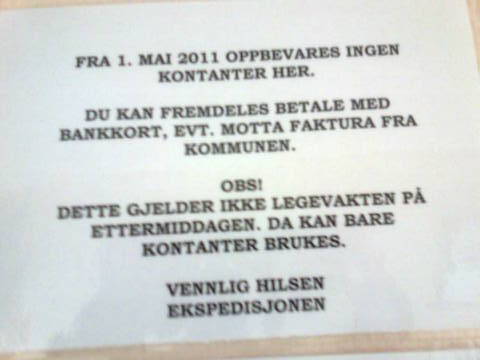 FRA 1. MAI 2011 OPPBEVARES INGEN
KONTANTER HER.
DU KAN FREMDELES BETALE MED
BANKKORT, EVT. MOTTA FAKTURA FRA
KOMMUNEN.
OBS!
DETTE GJELDER IKKE LEGEVAKTEN PÅ
ETTERMIDDAGEN. DA KAN BARE
KONTANTER BRUKES.
VENNLIG HILSEN
EKSPEDISJONEN